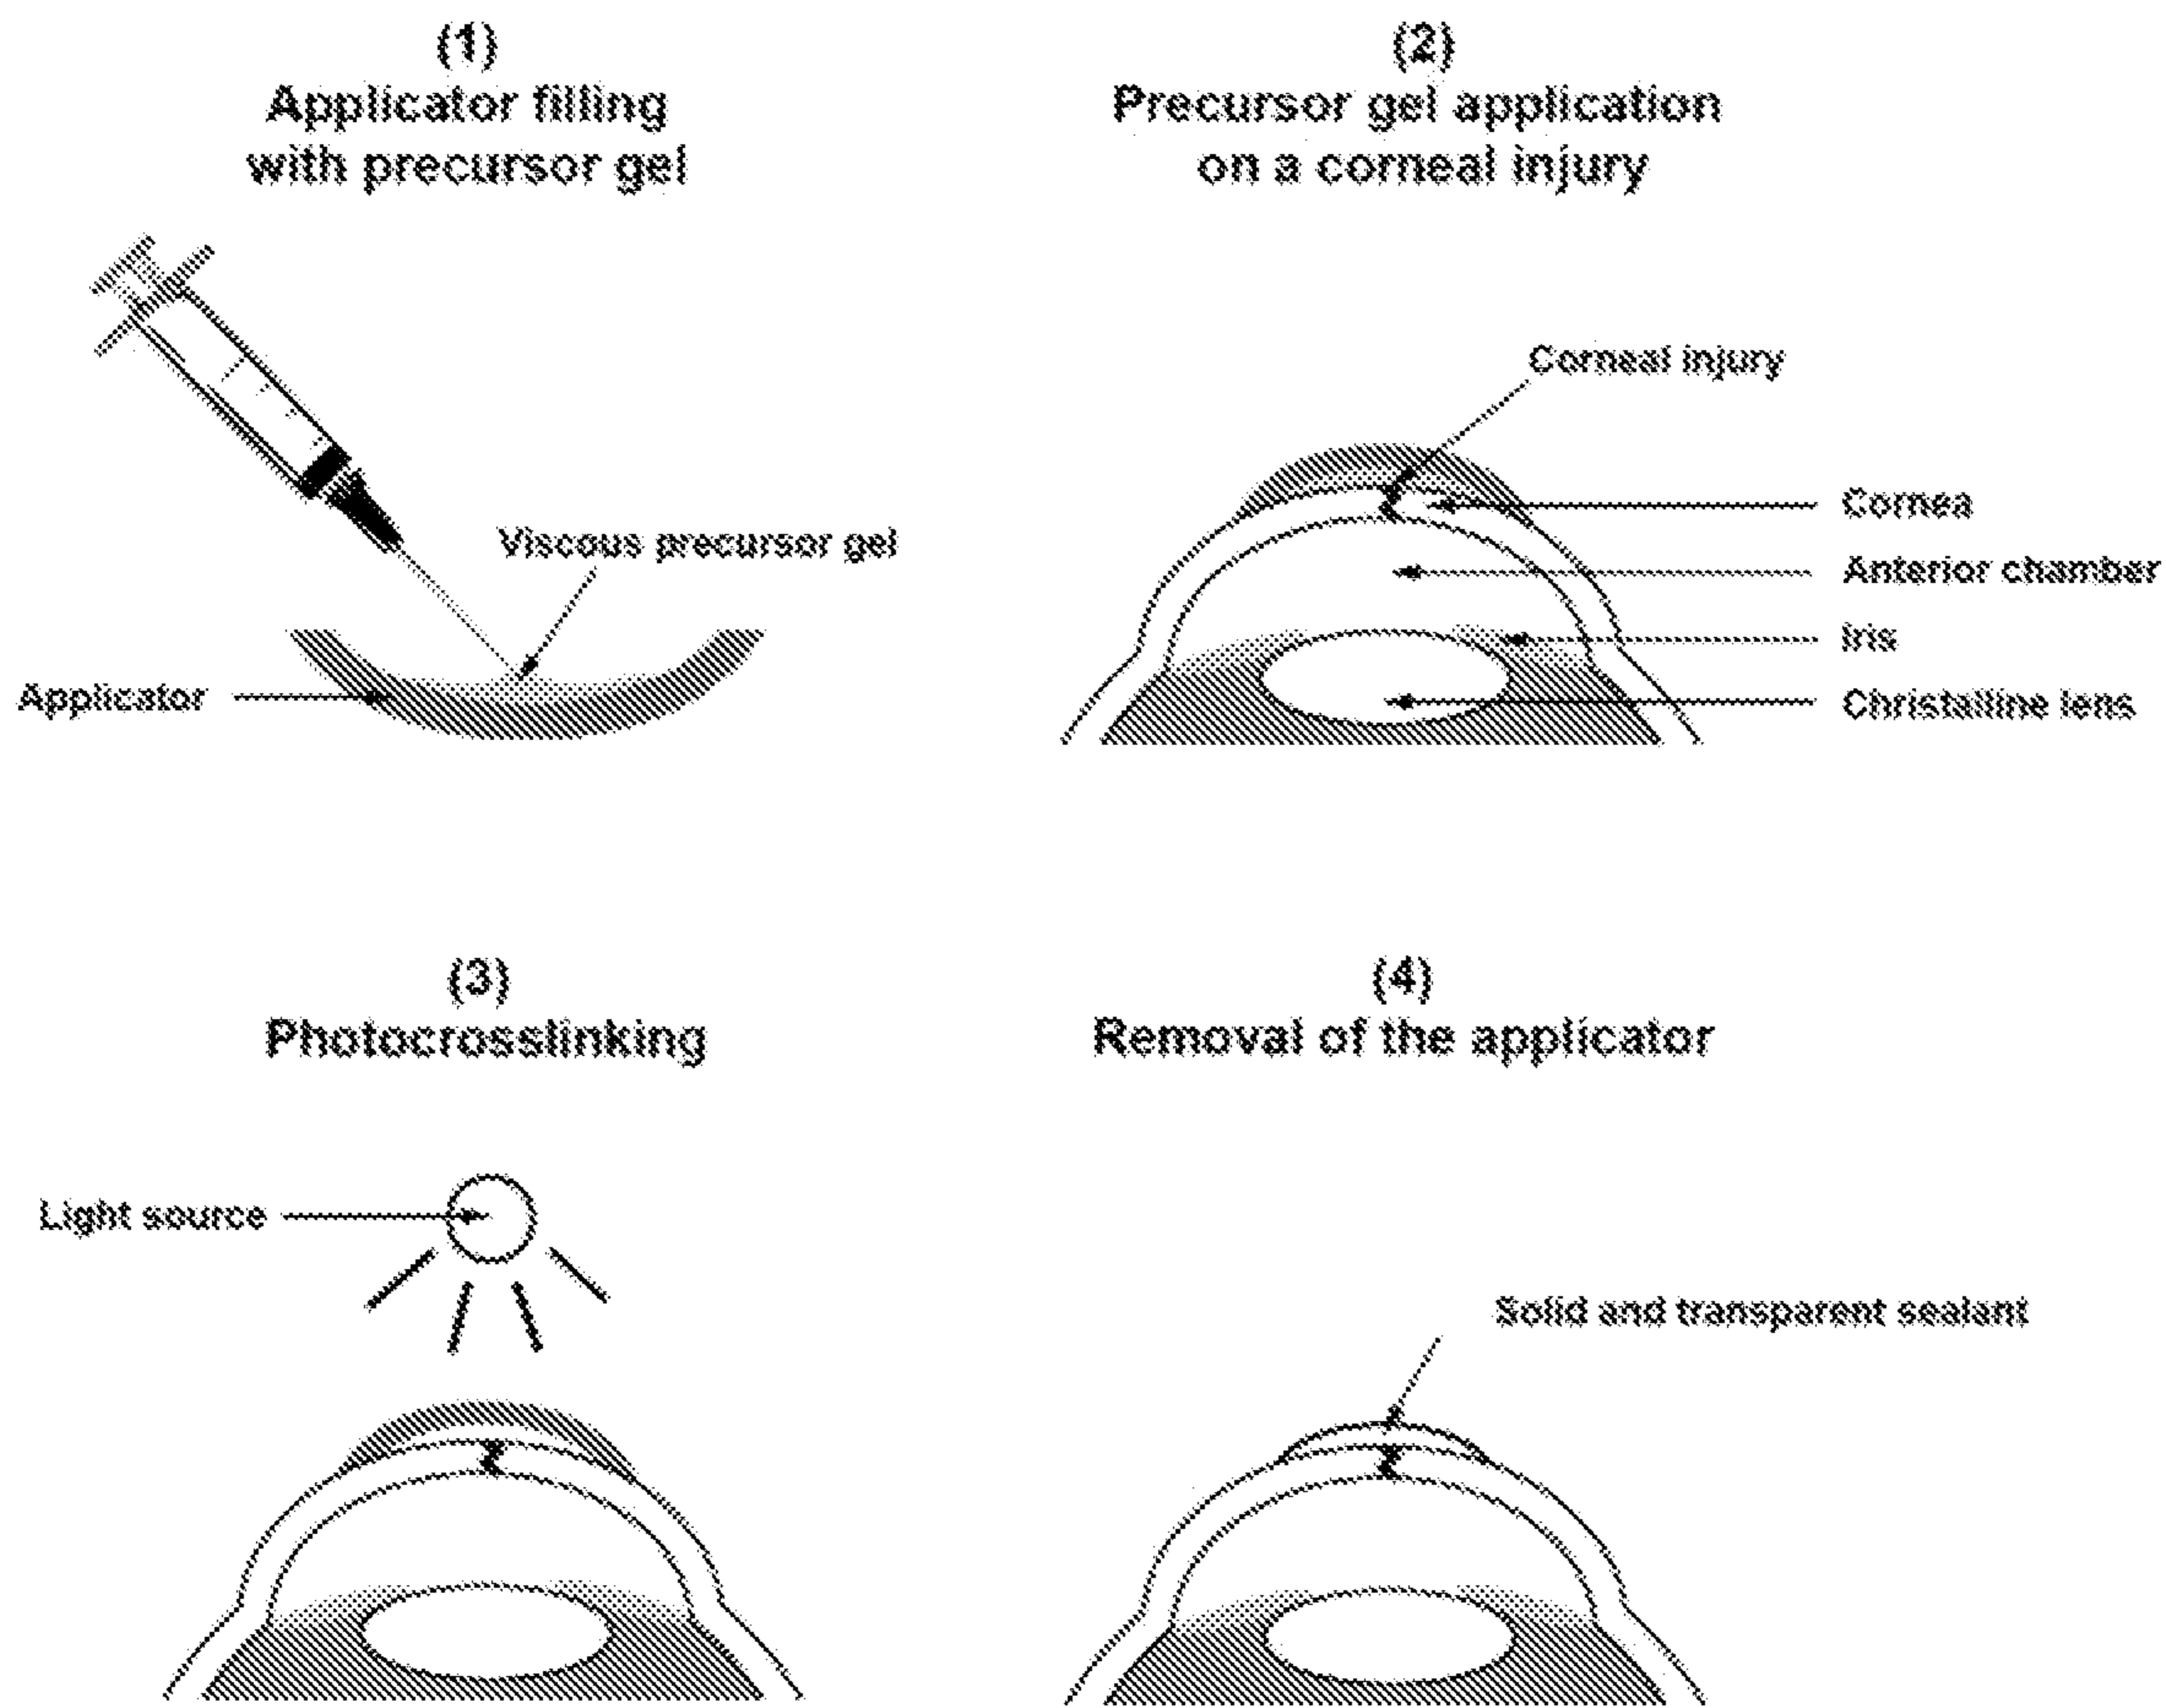 (1)
Applicator filling
with precursor gel
Viscous precursor gel
Applicator
(2)
Precursor gel application
on a corneal injury
Corneal injury
Cornea
Anterior chamber
Iris
Christalline lens
(3)
Photocrosslinking
Light source
(4)
Removal of the applicator
Solid and transparent sealant